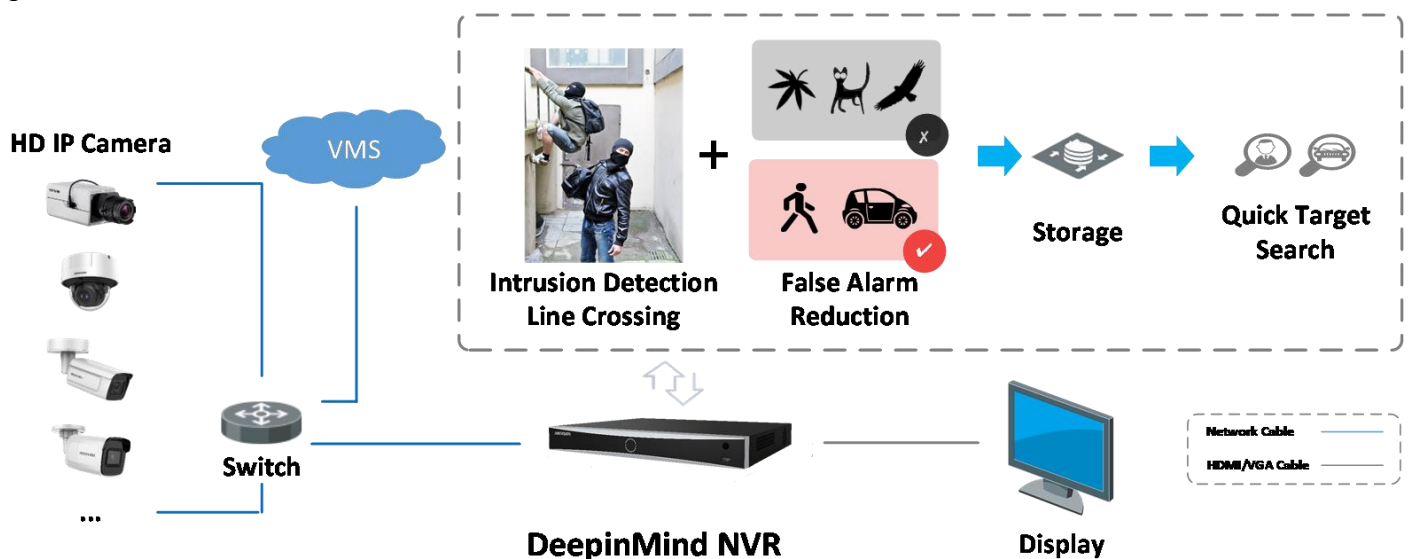 HD IP Camera
VMS
Intrusion Detection
Line Crossing
+
False Alarm
Reduction
Storage
Quick Target
Search
Switch
...
DeepinMind NVR
Display
Network Cable
HDMI/VGA Cable